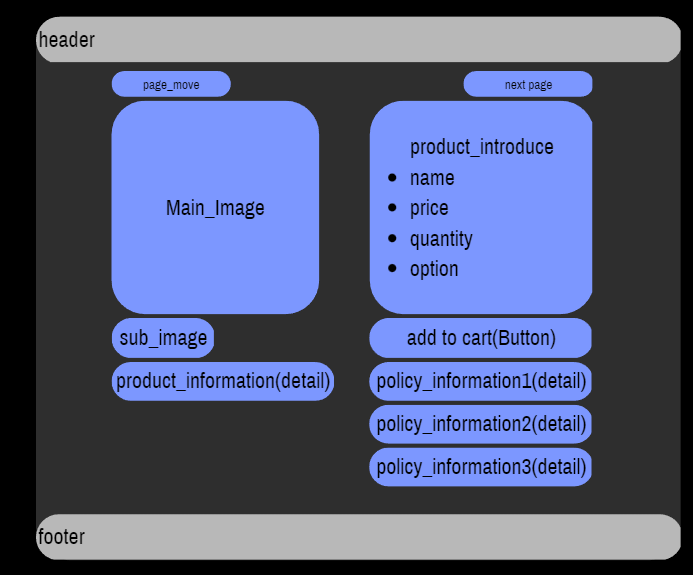 header
page_move
next page
Main_Image
product_introduce
name
price
quantity
option
sub_image
add to cart(Button)
product_information(detail)
policy_information1(detail)
policy_information2(detail)
policy_information3(detail)
footer